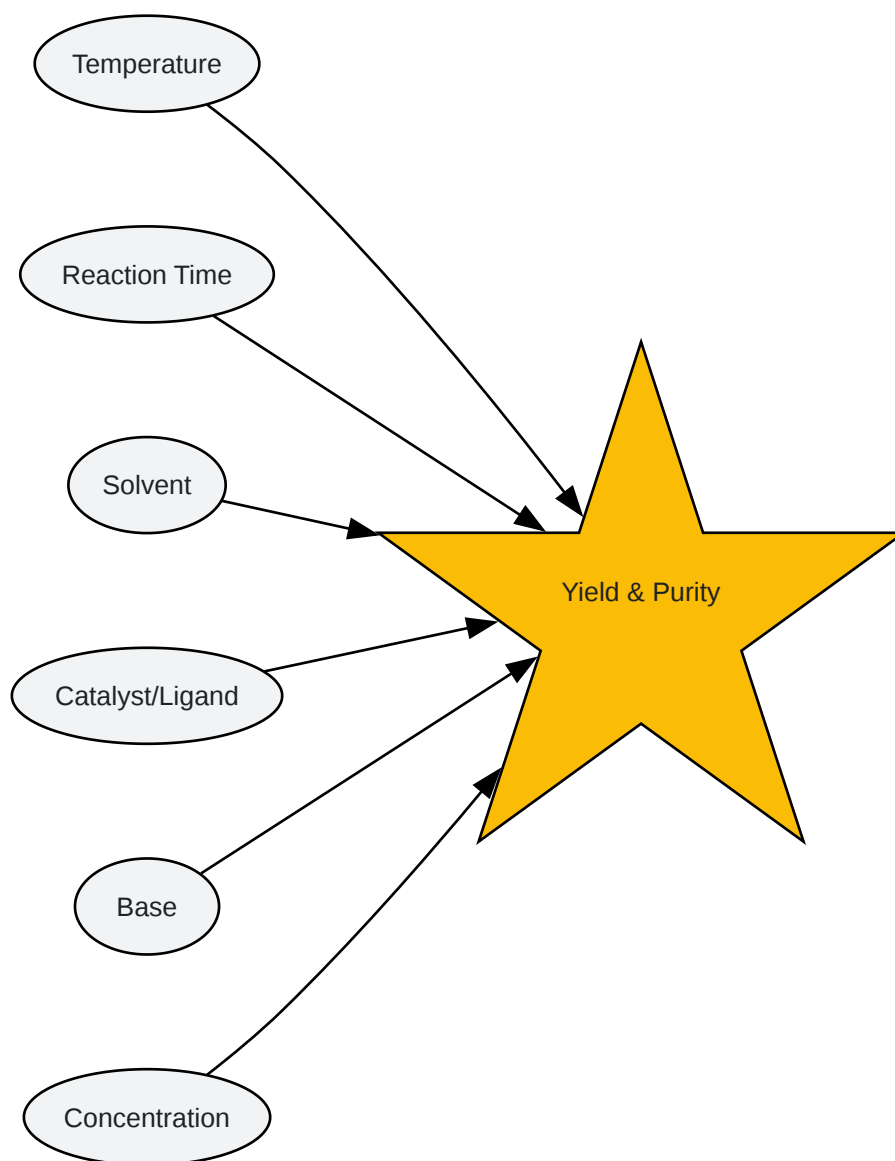 Temperature
Reaction Time
Solvent
Yield & Purity
Catalyst/Ligand
Base
Concentration